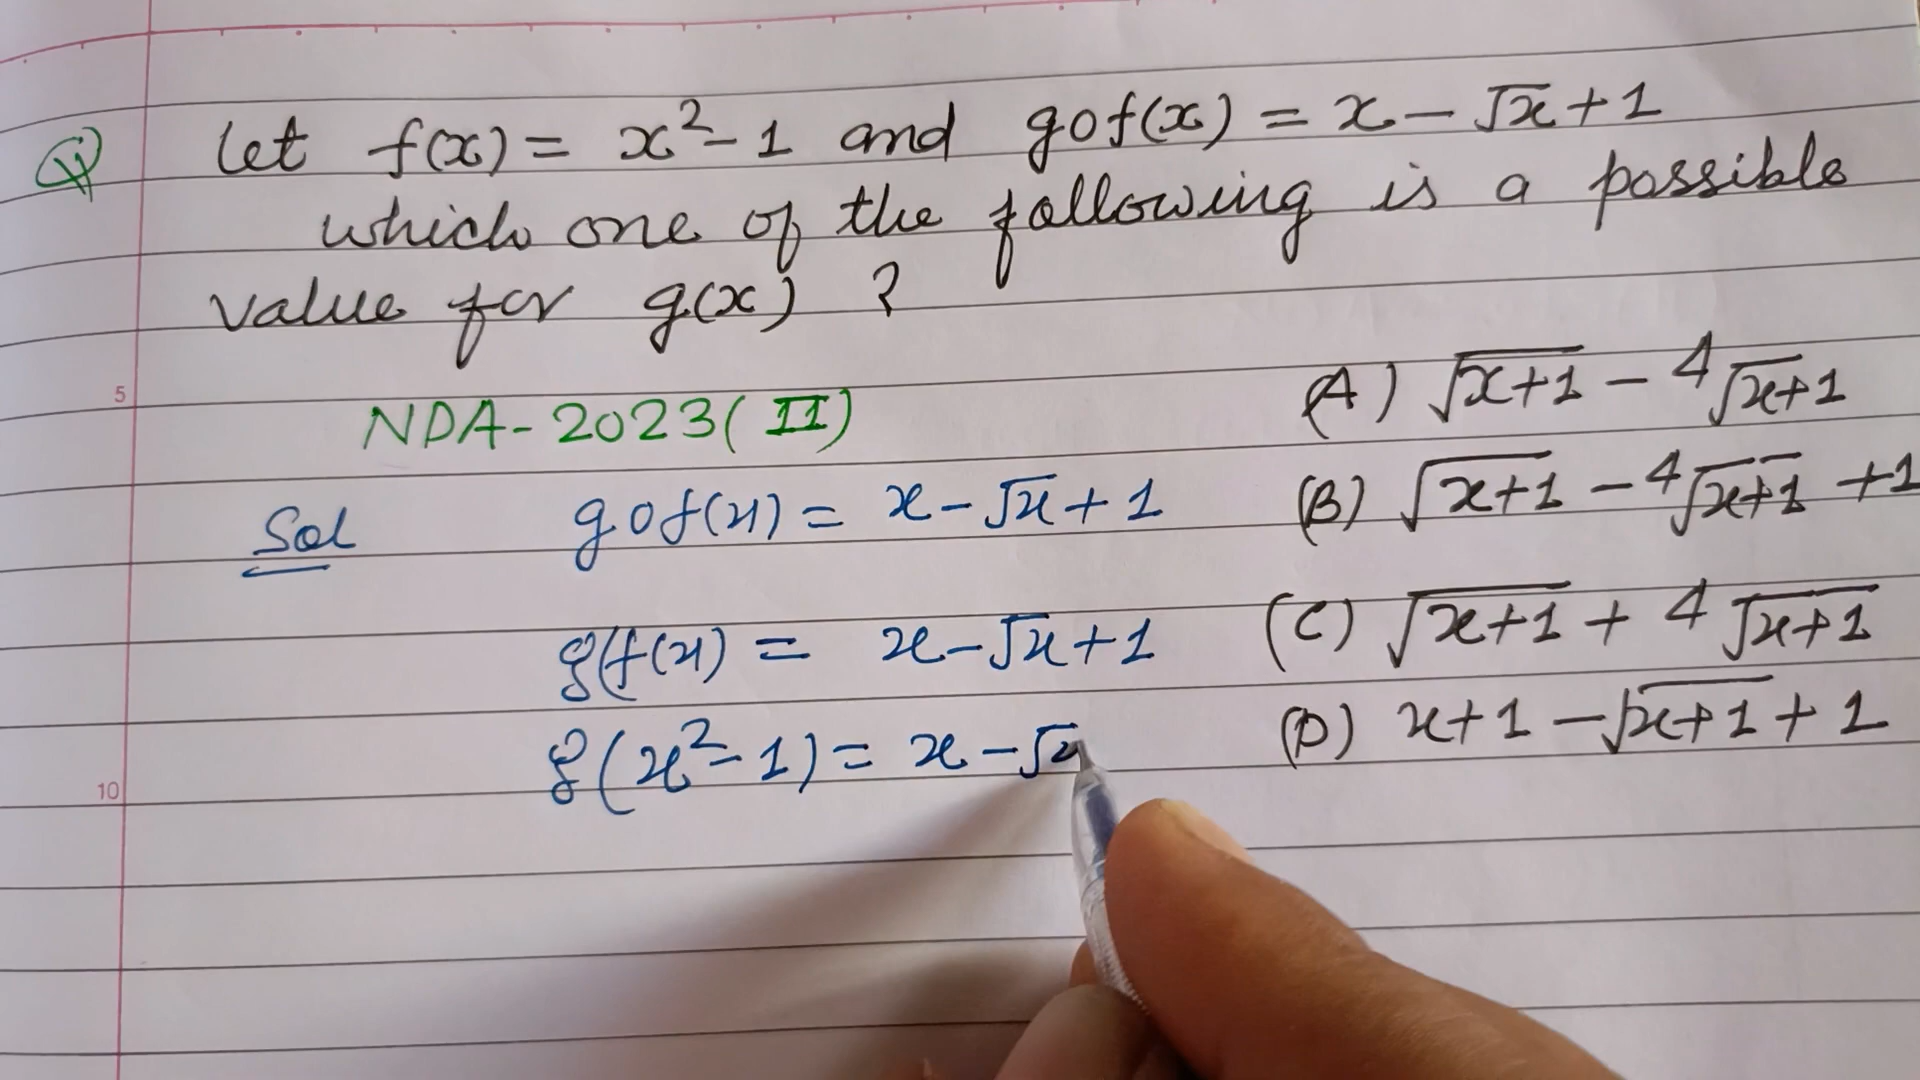 Q) Let f(x) = x² - 1 and gof(x) = x - √x + 1
which one of the following is a possible
value for g(x) ?
NDA-2023(II)
(A) √(x+1) - ⁴√x+1
(B) √(x+1) - ⁴√(x+1) + 1
(C) √(x+1) + ⁴√(x+1)
(D) x+1 - √(x+1) + 1
5
Sol gof(x) = x - √x + 1
g(f(x) = x - √x + 1
g(x² - 1) = x - √x
10